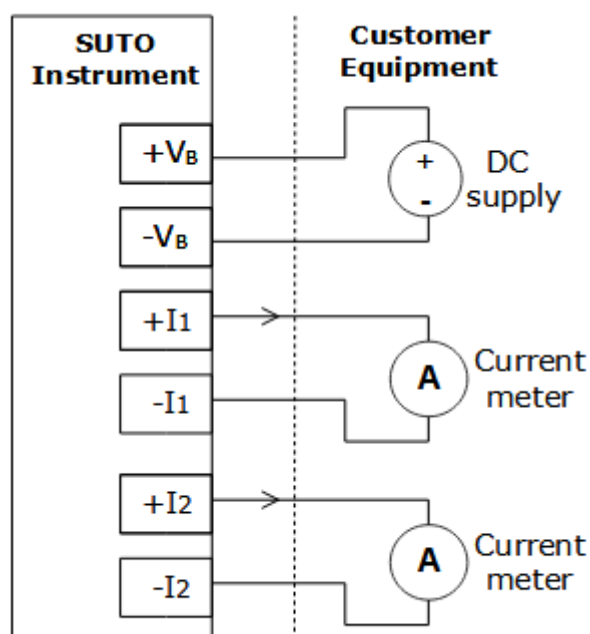 SUTO
Instrument
Customer
Equipment
+VB
+
-
DC
supply
-VB
+I1
A
Current
meter
-I1
+I2
A
Current
meter
-I2